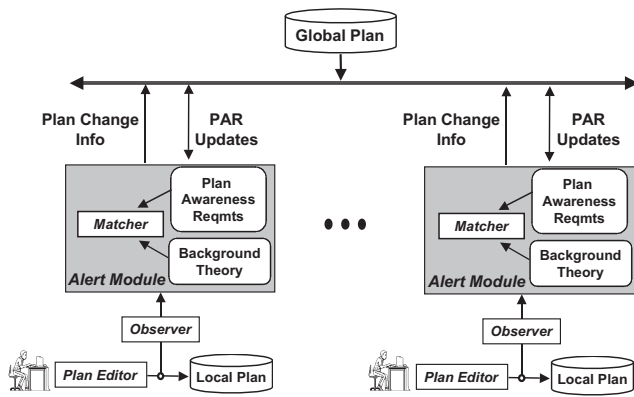 Global Plan
Plan Change
Info
PAR
Updates
Plan Change
Info
PAR
Updates
Plan
Awareness
Reqmts
Matcher
Background
Theory
Alert Module
Plan
Awareness
Reqmts
Matcher
Background
Theory
Alert Module
Observer
Plan Editor
Local Plan
Observer
Plan Editor
Local Plan